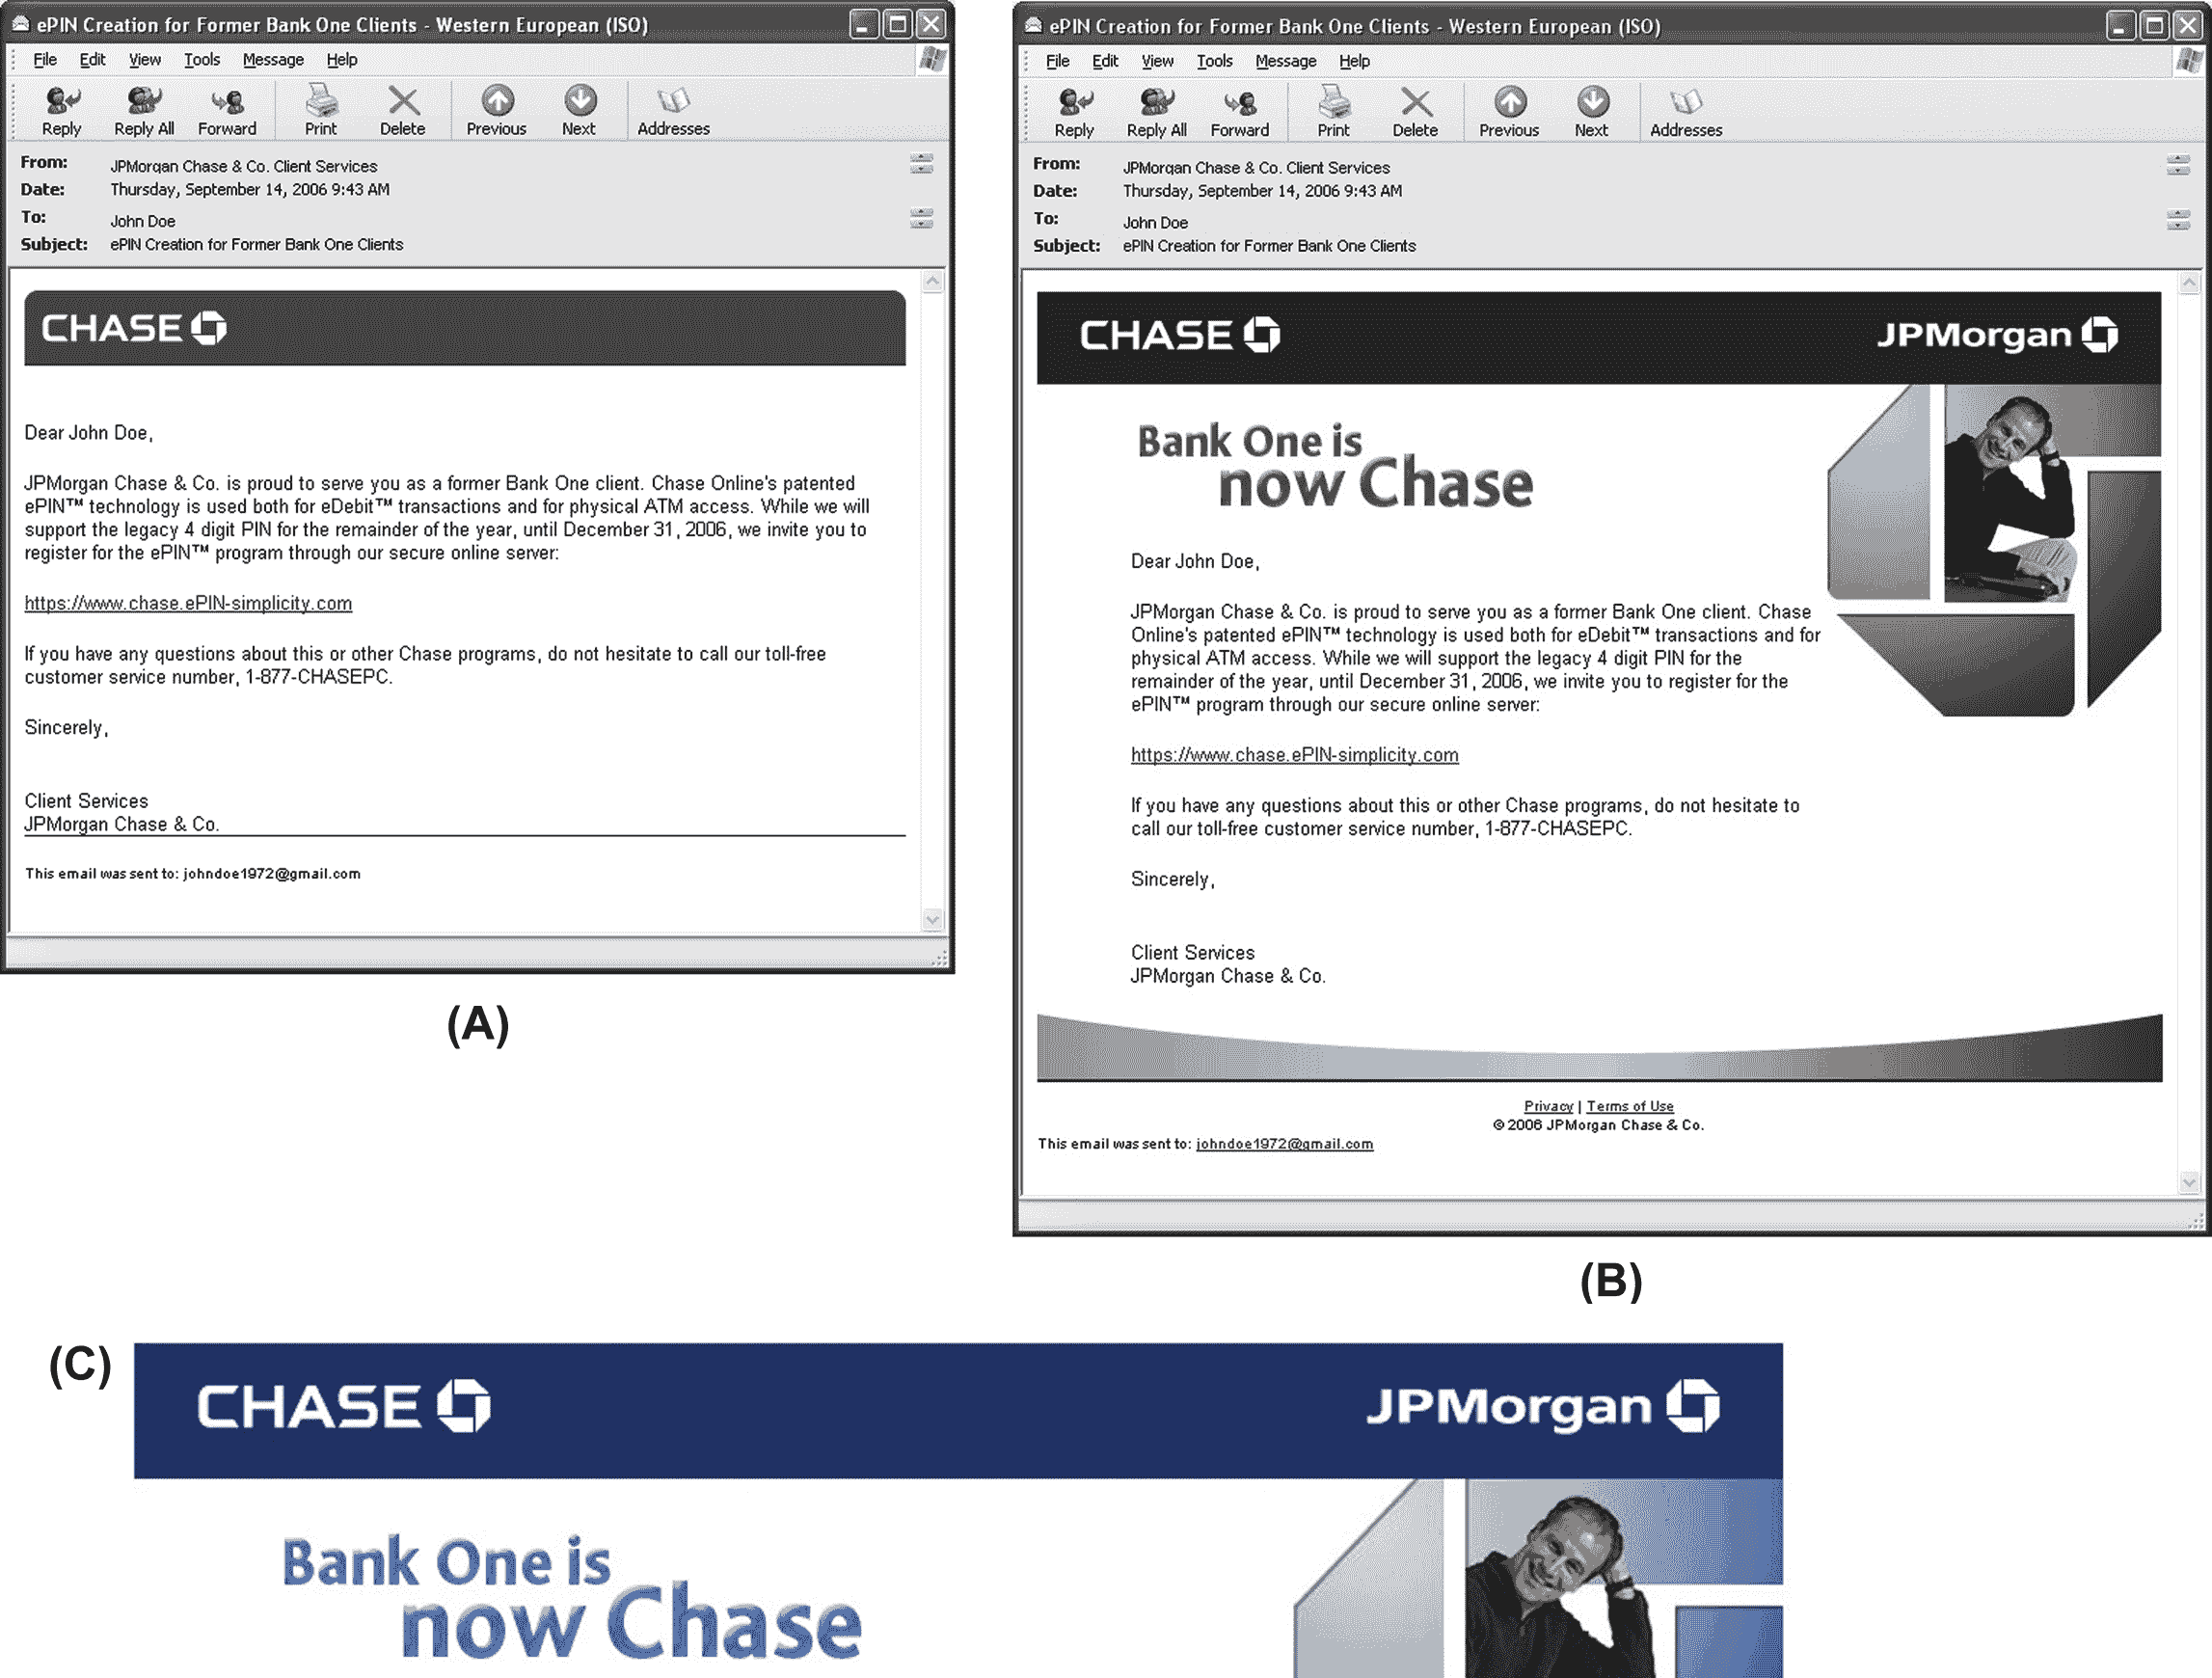 ePIN Creation for Former Bank One Clients - Western European (ISO)
File Edit View Tools Message Help
Reply Reply All Forward Print Delete Previous Next Addresses
From: JPMorgan Chase & Co. Client Services
Date: Thursday, September 14, 2006 9:43 AM
To: John Doe
Subject: ePIN Creation for Former Bank One Clients
CHASE
Dear John Doe,
JPMorgan Chase & Co. is proud to serve you as a former Bank One client. Chase Online's patented
ePIN™ technology is used both for eDebit™ transactions and for physical ATM access. While we will
support the legacy 4 digit PIN for the remainder of the year, until December 31, 2006, we invite you to
register for the ePIN™ program through our secure online server:
https://www.chase.ePIN-simplicity.com
If you have any questions about this or other Chase programs, do not hesitate to call our toll-free
customer service number, 1-877-CHASEPC.
Sincerely,
Client Services
JPMorgan Chase & Co.
This email was sent to: johndoe1972@gmail.com
(A)
ePIN Creation for Former Bank One Clients - Western European (ISO)
File Edit View Tools Message Help
Reply Reply All Forward Print Delete Previous Next Addresses
From: JPMorgan Chase & Co. Client Services
Date: Thursday, September 14, 2006 9:43 AM
To: John Doe
Subject: ePIN Creation for Former Bank One Clients
CHASE JPMorgan
Bank One is
now Chase
Dear John Doe,
JPMorgan Chase & Co. is proud to serve you as a former Bank One client. Chase
Online's patented ePIN™ technology is used both for eDebit™ transactions and for
physical ATM access. While we will support the legacy 4 digit PIN for the
remainder of the year, until December 31, 2006, we invite you to register for the
ePIN™ program through our secure online server:
https://www.chase.ePIN-simplicity.com
If you have any questions about this or other Chase programs, do not hesitate to
call our toll-free customer service number, 1-877-CHASEPC.
Sincerely,
Client Services
JPMorgan Chase & Co.
Privacy | Terms of Use
© 2006 JPMorgan Chase & Co.
This email was sent to: johndoe1972@gmail.com
(B)
(C)
CHASE JPMorgan
Bank One is
now Chase